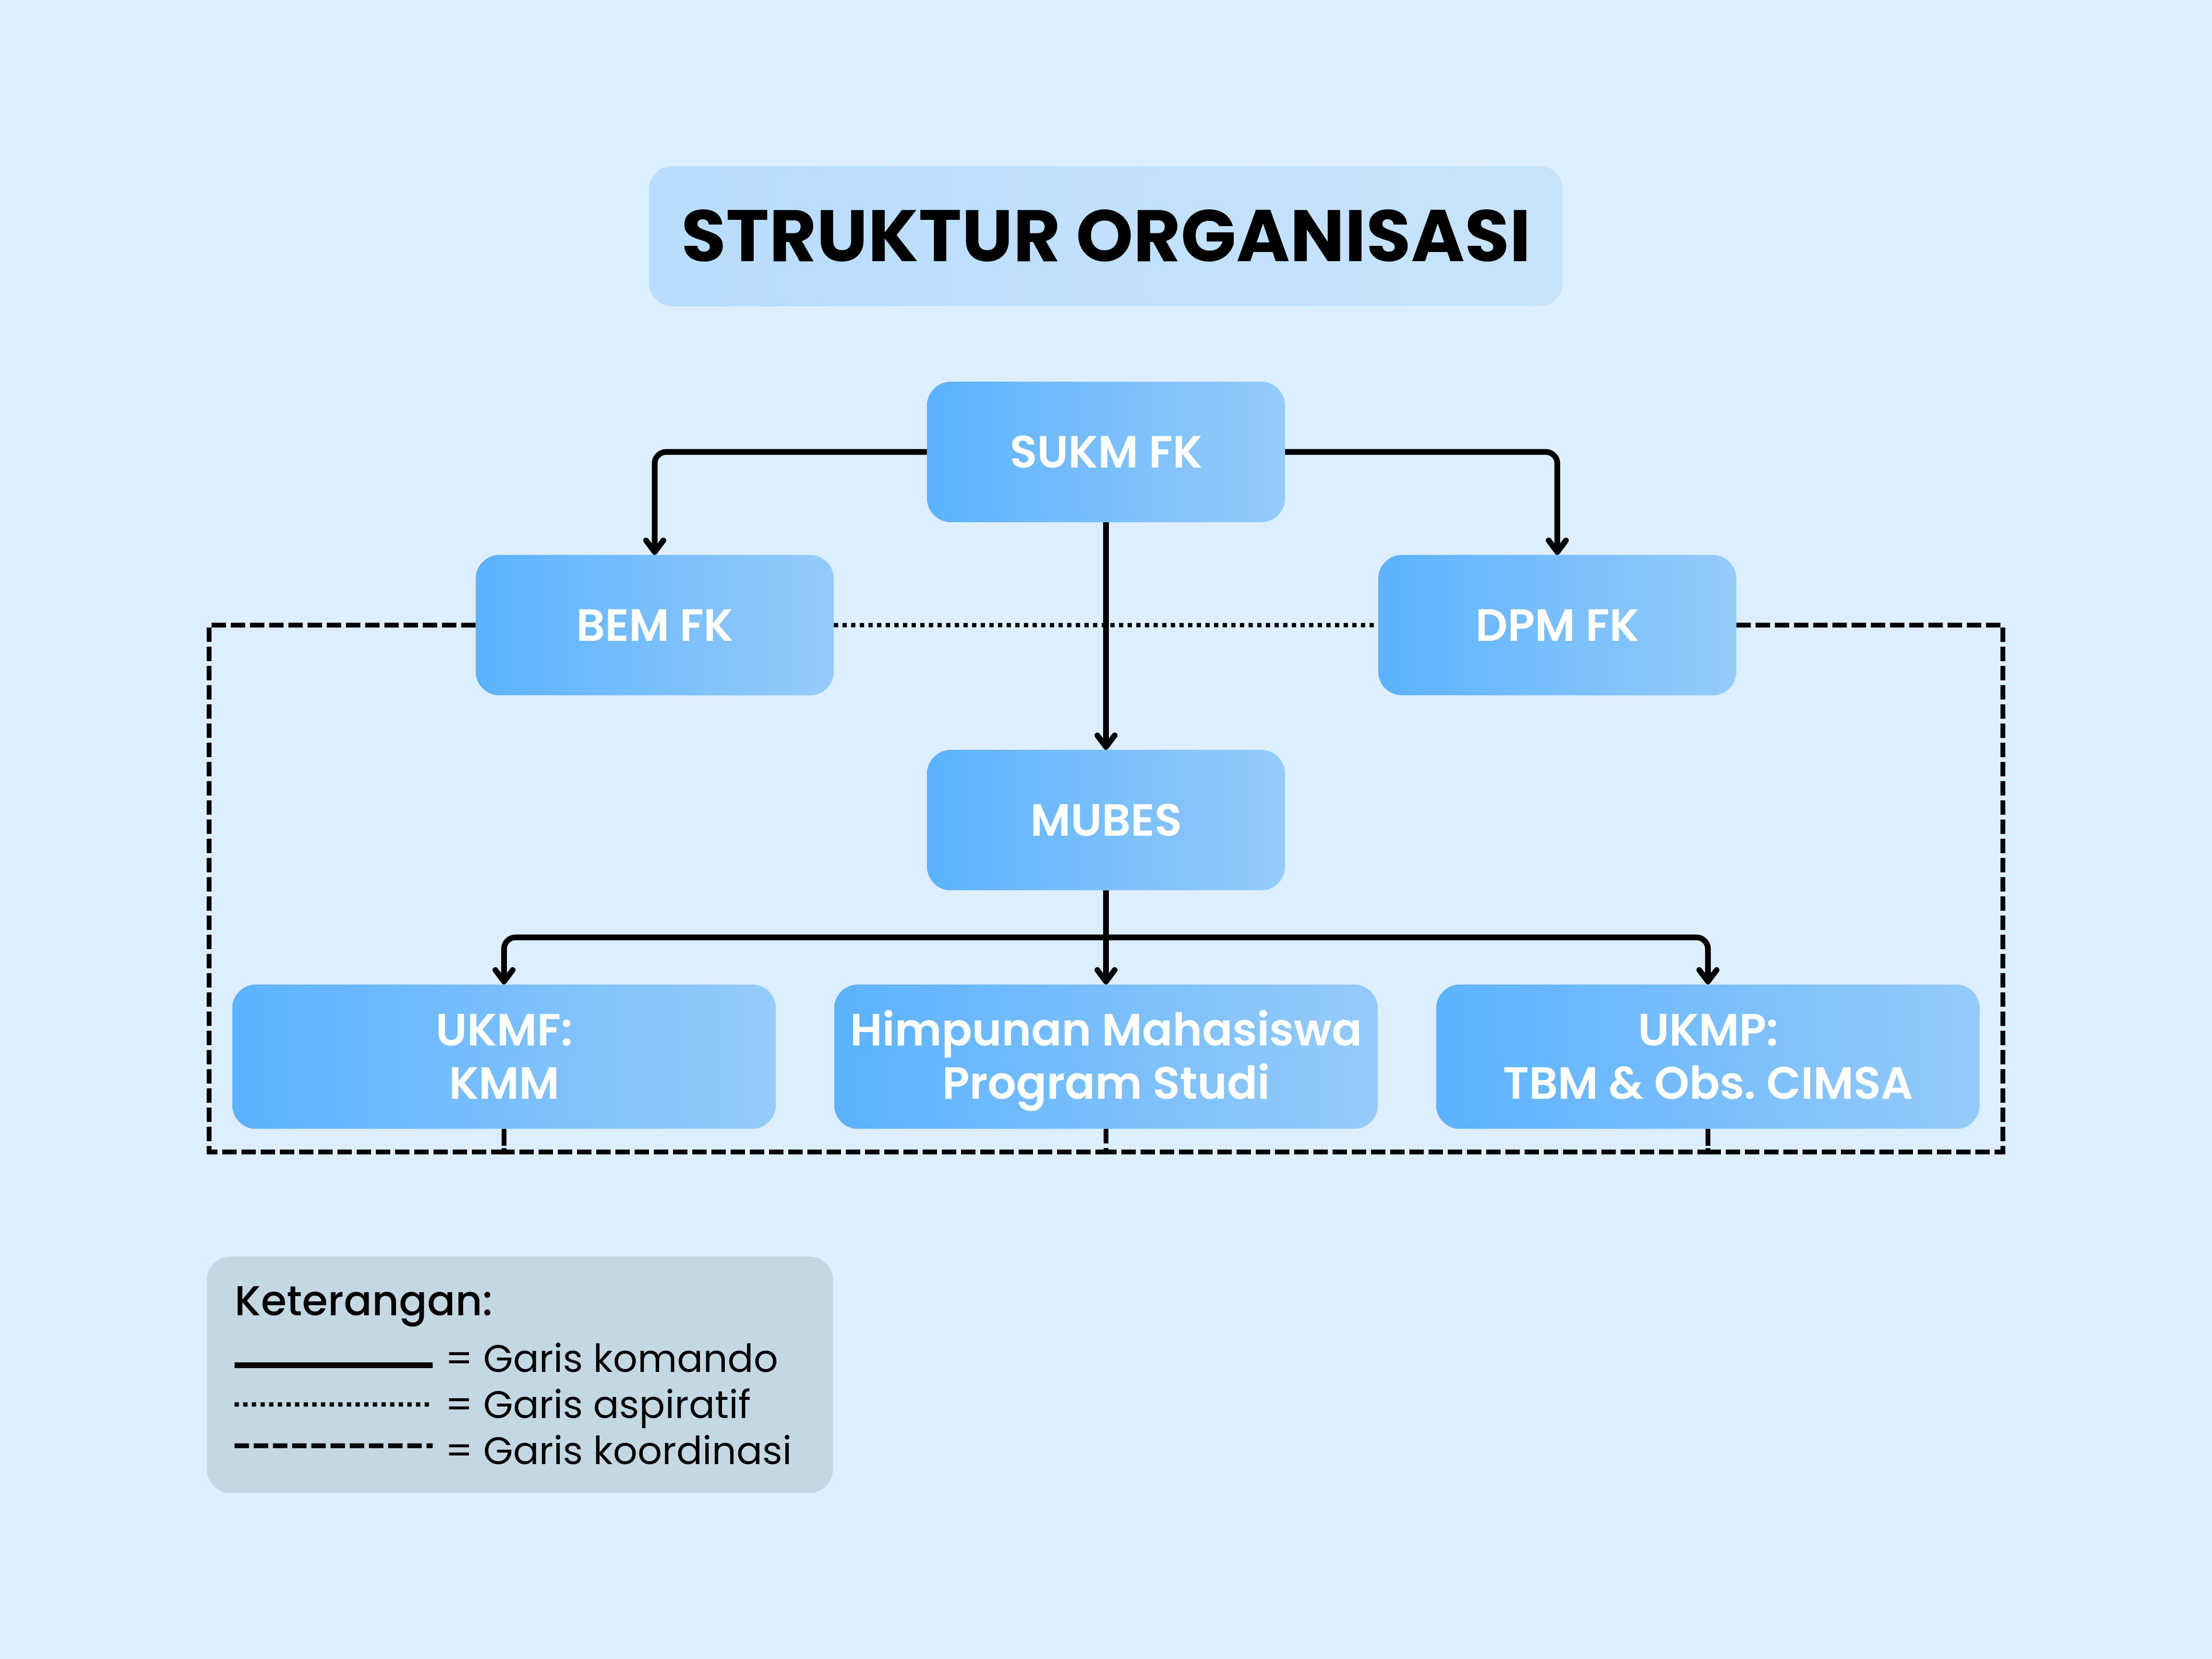 STRUKTUR ORGANISASI
SUKM FK
BEM FK
DPM FK
MUBES
UKMF:
KMM
Himpunan Mahasiswa
Program Studi
UKMP:
TBM & Obs. CIMSA
Keterangan:
= Garis komando
= Garis aspiratif
= Garis koordinasi